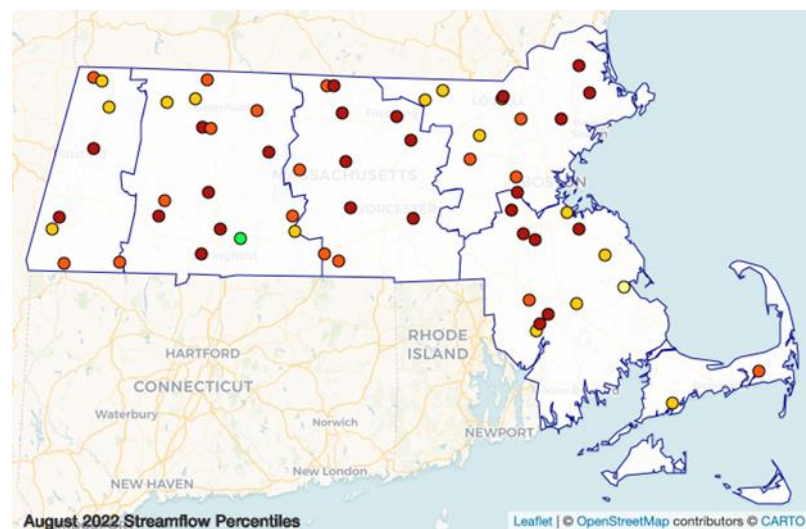 LOWELL
MASSACHUSETTS
BOSTON
WORCESTER
Springfield
HARTFORD
RHODE
ISLAND
CONNECTICUT
Waterbury
Norwich
NEWPORT
NEW HAVEN
New London
August 2022 Streamflow Percentiles
Leaflet | © OpenStreetMap contributors © CARTO